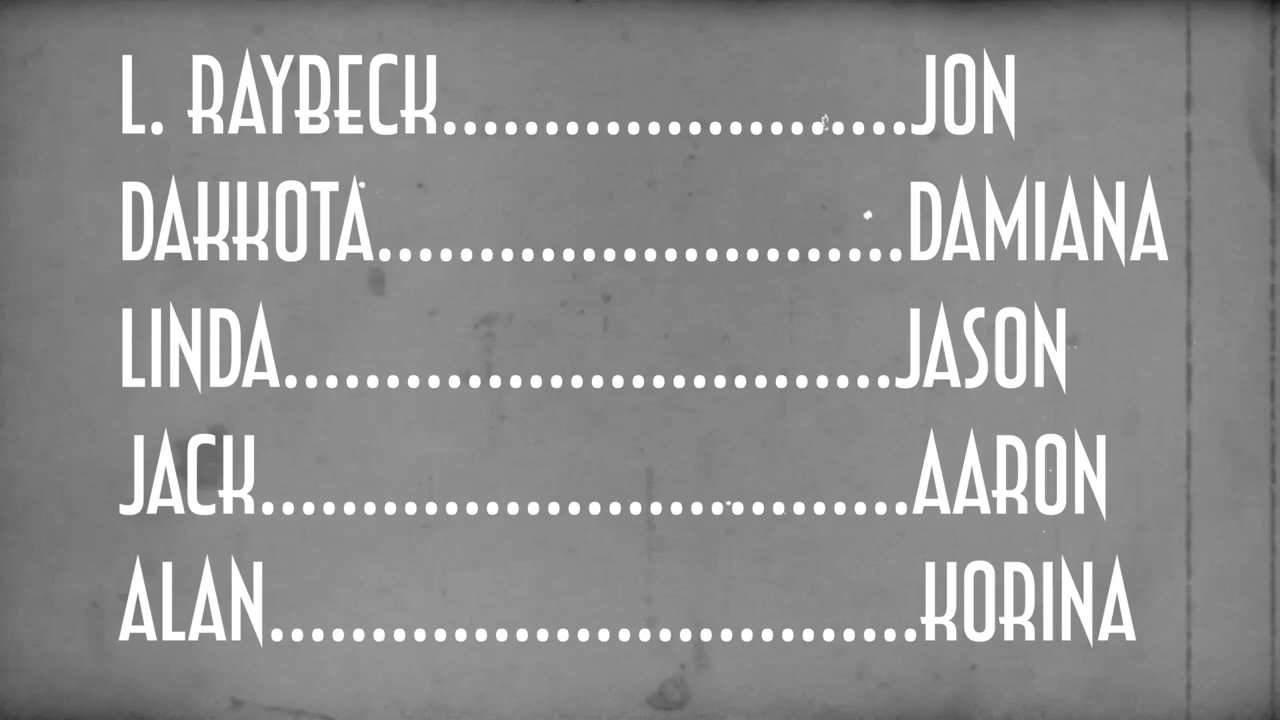 L. RAYBECK............................JON
DAKKOTA...............................DAMIANA
LINDA....................................JASON
JACK......................................AARON
ALAN......................................KORINA